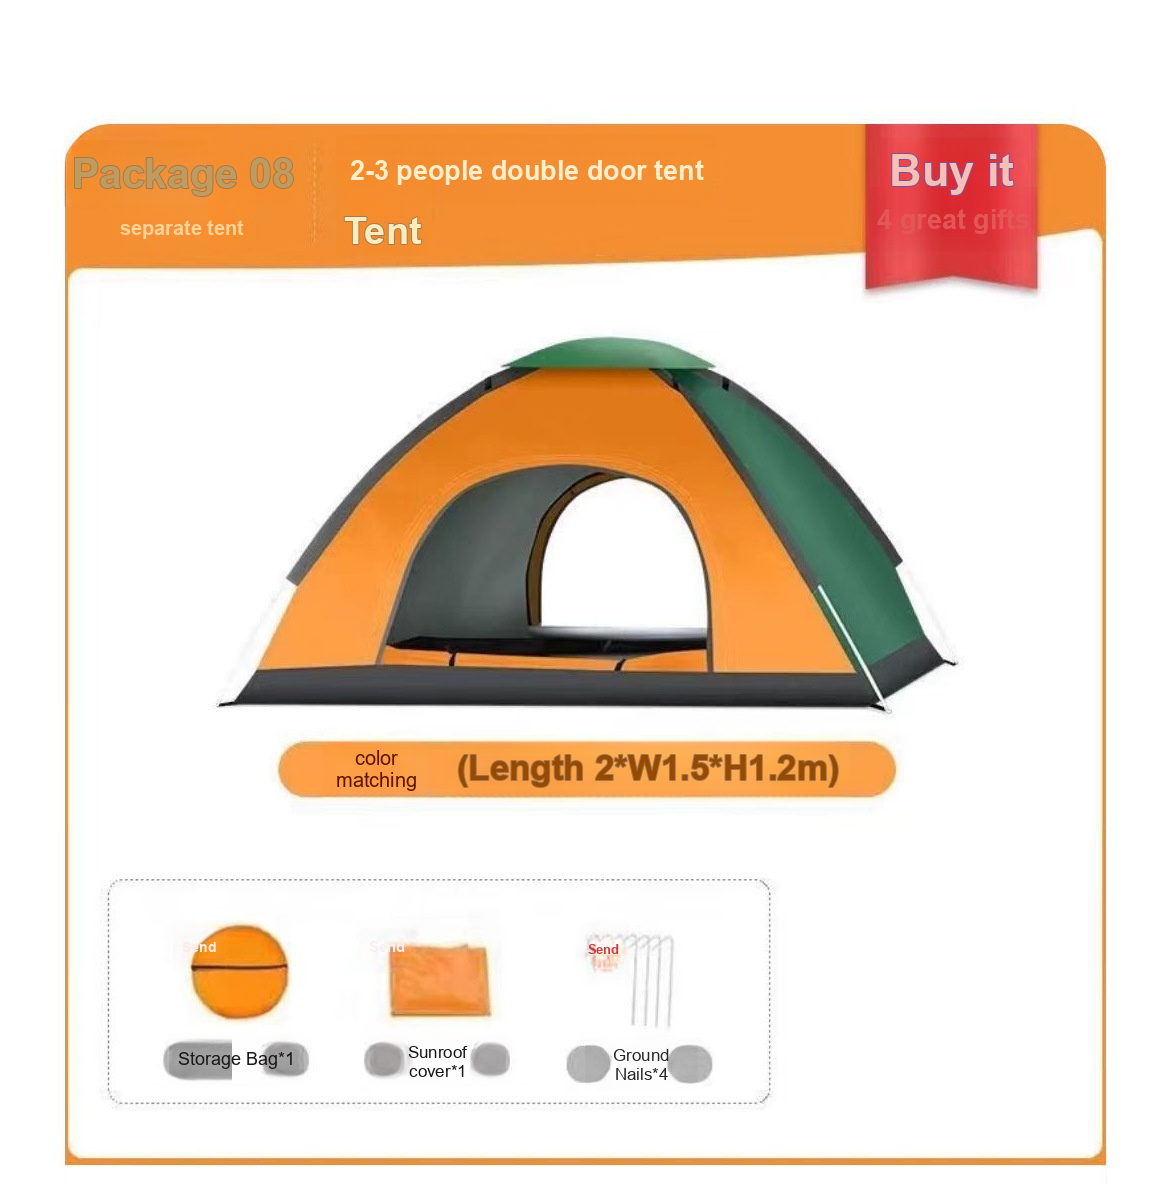 Package 08
separate tent
2-3 people double door tent
Tent
Buy it
4 great gifts
color
matching
(Length 2*W1.5*H1.2m)
Send
Send
Send
Storage Bag*1
Sunroof
cover*1
Ground
Nails*4